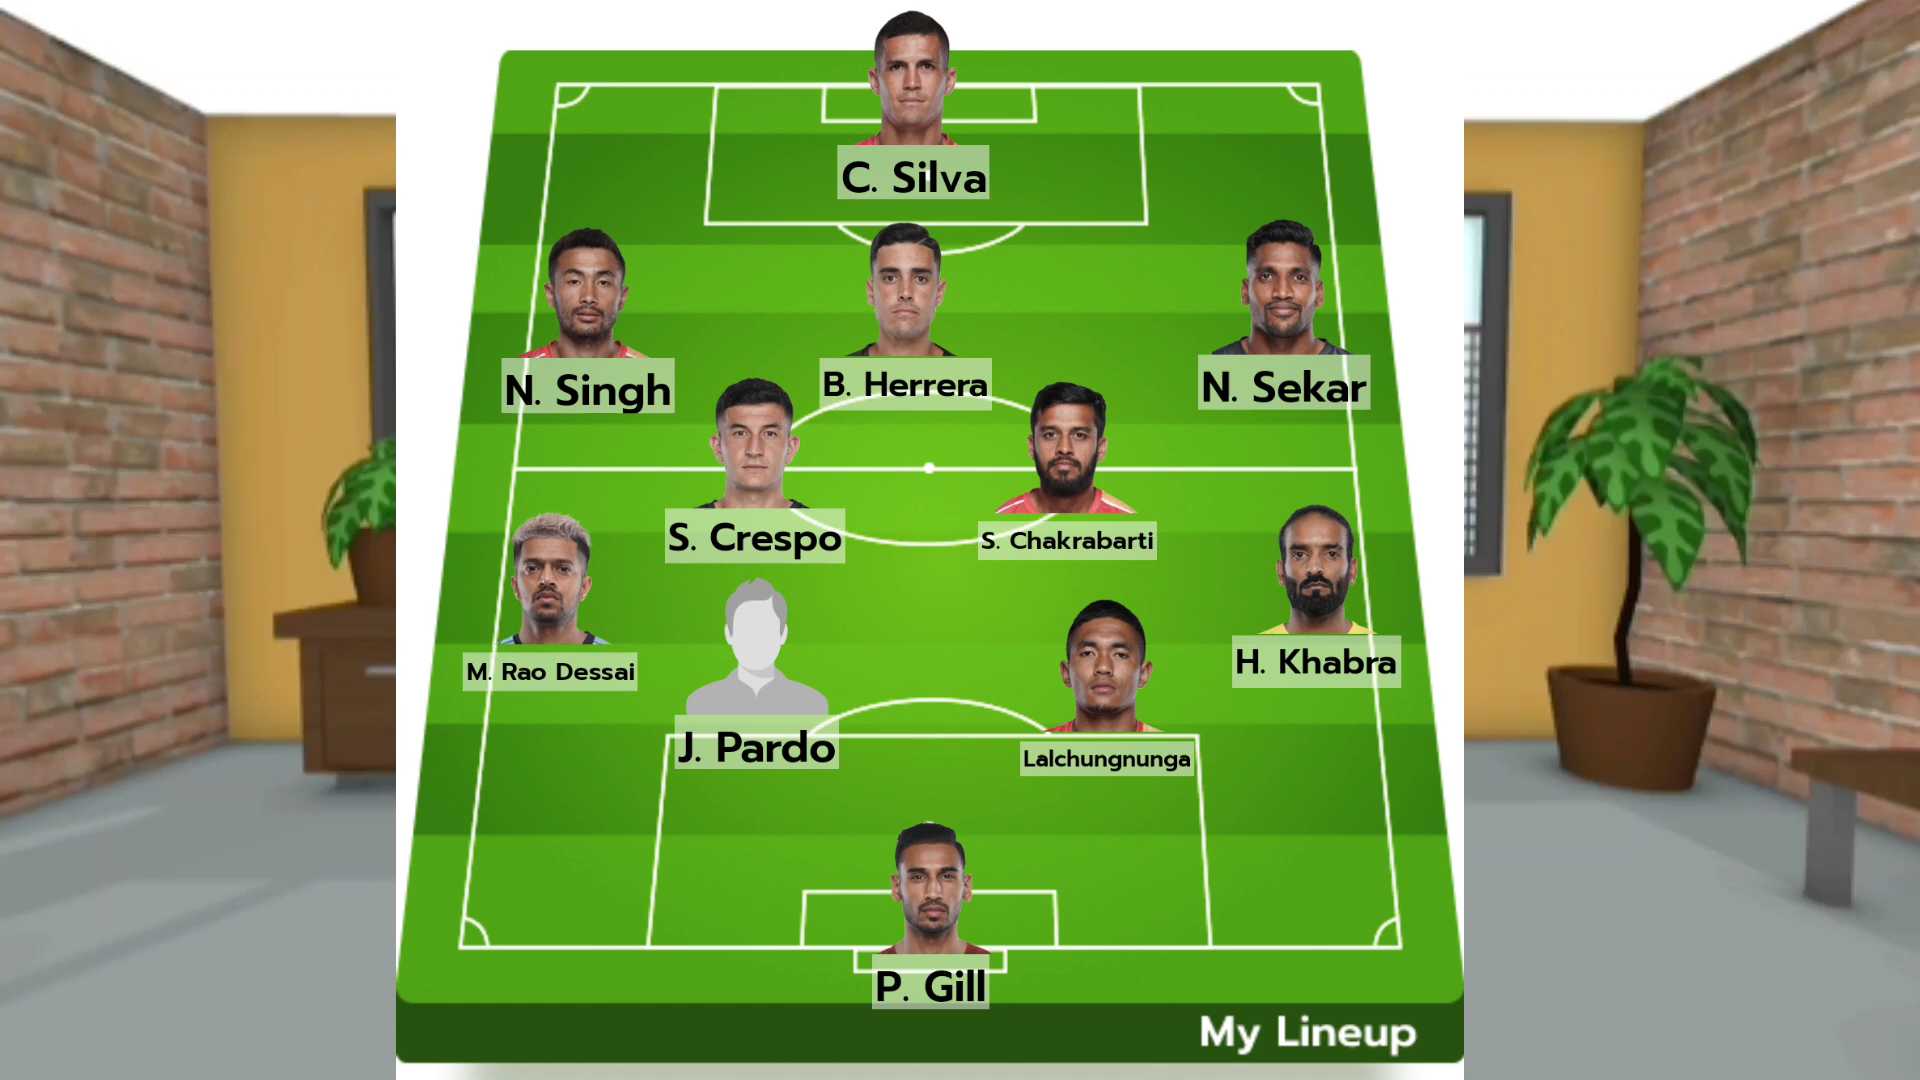 C. Silva
N. Singh
B. Herrera
N. Sekar
S. Crespo
S. Chakrabarti
M. Rao Dessai
H. Khabra
J. Pardo
Lalchungnunga
P. Gill
My Lineup